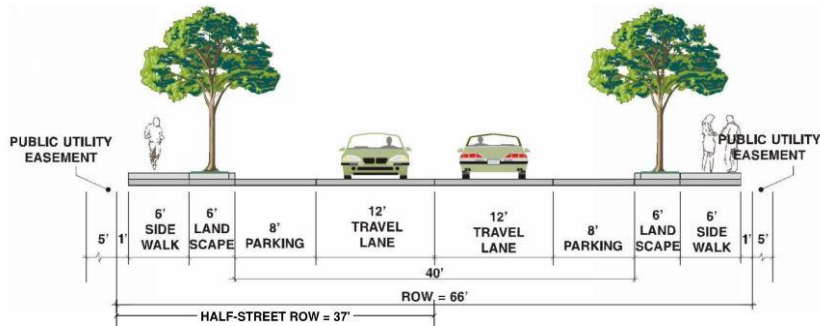 PUBLIC UTILITY
EASEMENT
PUBLIC UTILITY
EASEMENT
5'
1'
6'
SIDE
WALK
6'
LAND
SCAPE
8'
PARKING
12'
TRAVEL
LANE
12'
TRAVEL
LANE
8'
PARKING
6'
LAND
SCAPE
6'
SIDE
WALK
1'
5'
40'
ROW = 66'
HALF-STREET ROW = 37'